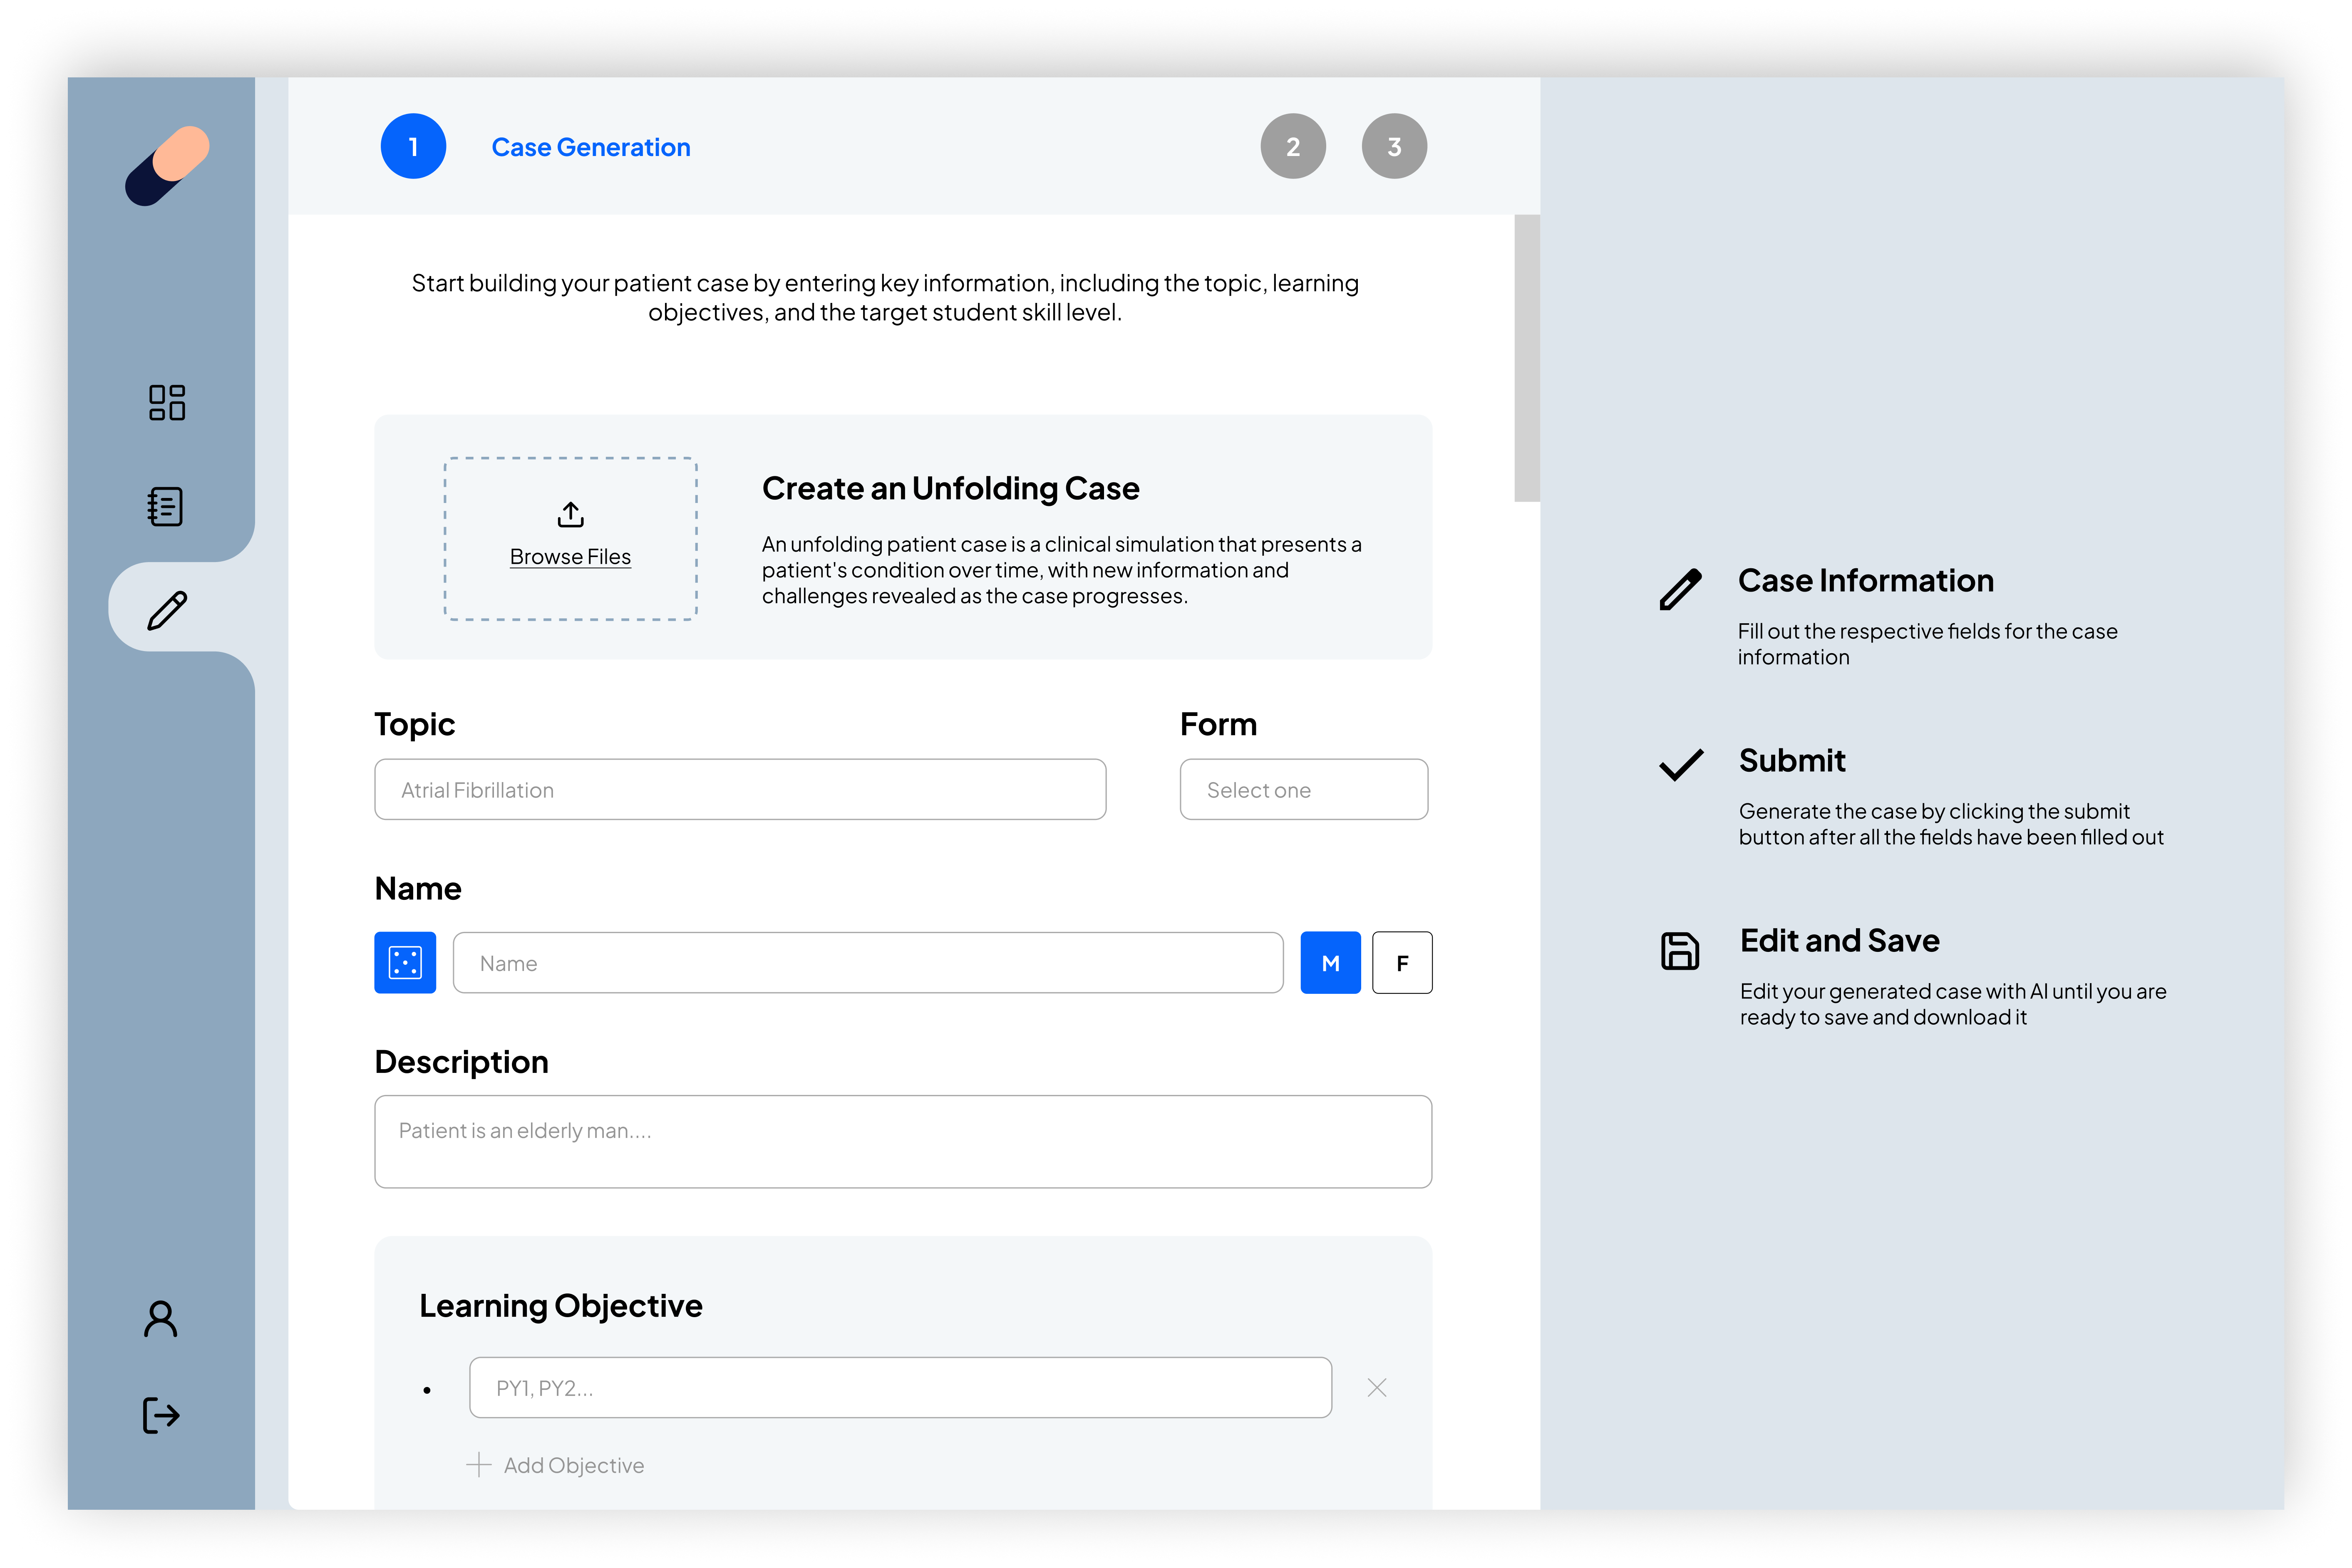 1 Case Generation 2 3
Start building your patient case by entering key information, including the topic, learning
objectives, and the target student skill level.
Browse Files
Create an Unfolding Case
An unfolding patient case is a clinical simulation that presents a
patient's condition over time, with new information and
challenges revealed as the case progresses.
Topic
Atrial Fibrillation
Form
Select one
Name
Name
M F
Description
Patient is an elderly man....
Learning Objective
• PY1, PY2...
Add Objective
Case Information
Fill out the respective fields for the case
information
Submit
Generate the case by clicking the submit
button after all the fields have been filled out
Edit and Save
Edit your generated case with AI until you are
ready to save and download it